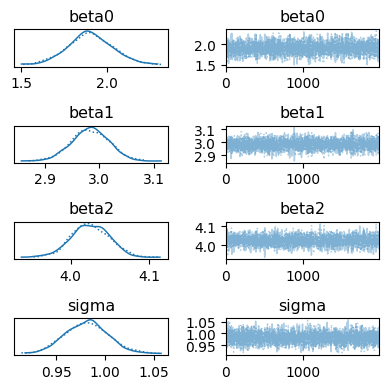 beta0 beta0
2.0
1.5
1.5 2.0 0 1000
beta1 beta1
3.1
3.0
2.9
2.9 3.0 3.1 0 1000
beta2 beta2
4.1
4.0
4.0 4.1 0 1000
sigma sigma
1.05
1.00
0.95
0.95 1.00 1.05 0 1000